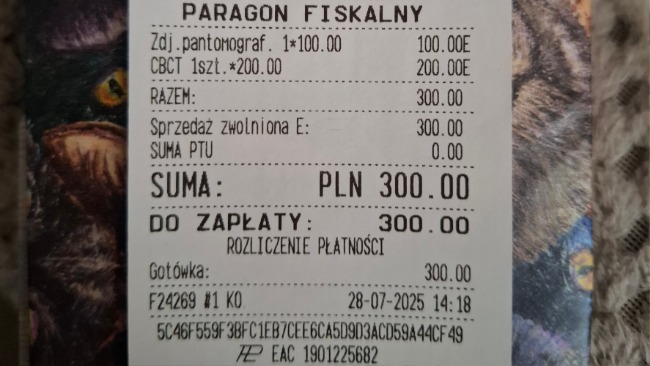 PARAGON FISKALNY
Zdj.pantomograf. 1*100.00 100.00E
CBCT 1szt.*200.00 200.00E
RAZEM: 300.00
Sprzedaż zwolniona E: 300.00
SUMA PTU 0.00
SUMA: PLN 300.00
DO ZAPŁATY: 300.00
ROZLICZENIE PŁATNOŚCI
Gotówka: 300.00
F24269 #1 KO 28-07-2025 14:18
5C46F559F3BFC1EB7CEE6CA5D9D3ACD59A44CF49
EAC 1901225682